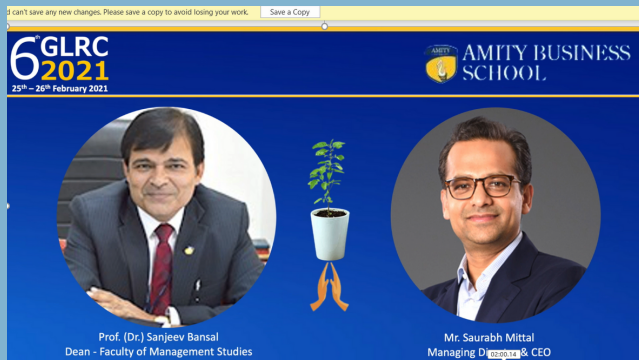 d can't save any new changes. Please save a copy to avoid losing your work. Save a Copy
6th GLRC
2021
25th – 26th February 2021
AMITY
AMITY BUSINESS
SCHOOL
Prof. (Dr.) Sanjeev Bansal
Dean - Faculty of Management Studies
Mr. Saurabh Mittal
Managing Di & CEO
02:00.14